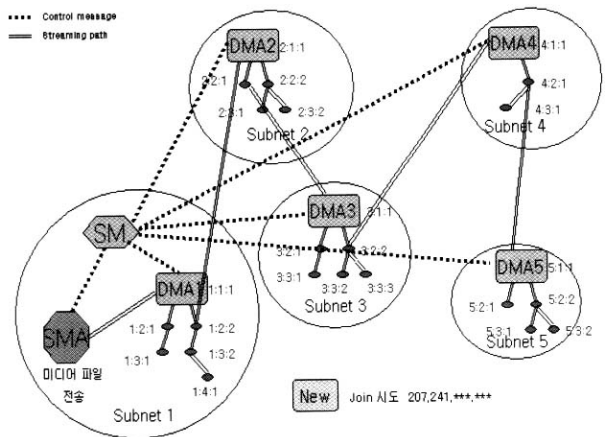 Control message
Streaming path
DMA2
2:1:1
2:2:1
2:2:2
2:3:1
2:3:2
Subnet 2
DMA4
4:1:1
4:2:1
4:3:1
Subnet 4
SM
DMA3
3:1:1
3:2:1
3:2:2
3:3:1
3:3:2
3:3:3
Subnet 3
DMA5
5:1:1
5:2:1
5:2:2
5:3:1
5:3:2
Subnet 5
DMA1
1:1:1
1:2:1
1:2:2
1:3:1
1:3:2
1:4:1
SMA
미디어 파일
전송
Subnet 1
New
Join 시도 207,241,***,***